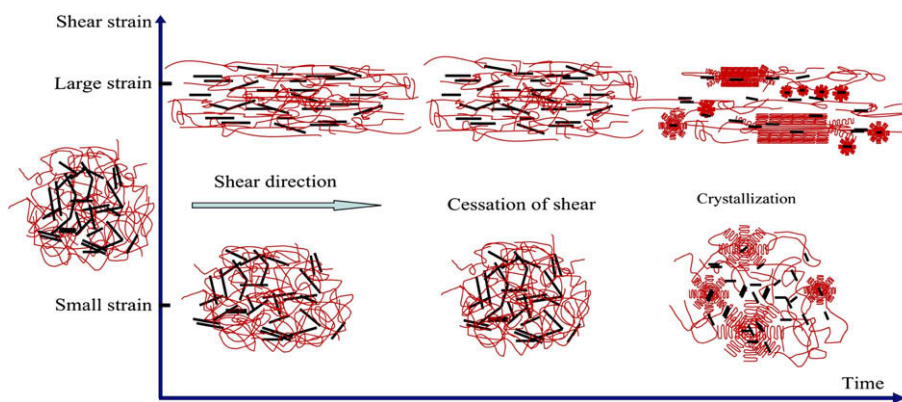 Shear strain
Large strain
Shear direction
Cessation of shear
Crystallization
Small strain
Time